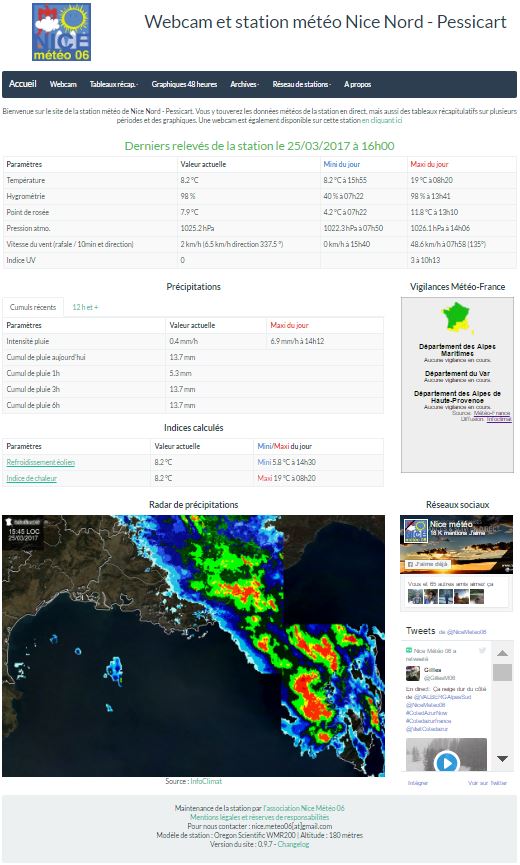 NICE
météo 06
Webcam et station météo Nice Nord - Pessicart
Accueil Webcam Tableaux récap. Graphiques 48 heures Archives Réseau de stations A propos
Bienvenue sur le site de la station météo de Nice Nord - Pessicart. Vous y touverez les données météos de la station en direct, mais aussi des tableaux récapitulatifs sur plusieurs
périodes et des graphiques. Une webcam est également disponible sur cette station en cliquant ici
Derniers relevés de la station le 25/03/2017 à 16h00
Paramètres Valeur actuelle Mini du jour Maxi du jour
Température 8.2 °C 8.2 °C à 15h55 19 °C à 08h20
Hygrométrie 98 % 40 % à 07h22 98 % à 13h41
Point de rosée 7.9 °C 4.2 °C à 07h22 11.8 °C à 13h10
Pression atmo. 1025.2 hPa 1022.3 hPa à 07h50 1026.1 hPa à 14h06
Vitesse du vent (rafale / 10min et direction) 2 km/h (6.5 km/h direction 337.5 °) 0 km/h à 15h40 48.6 km/h à 07h58 (135°)
Indice UV 0 3 à 10h13
Précipitations
Cumuls récents 12 h et +
Paramètres Valeur actuelle Maxi du jour
Intensité pluie 0.4 mm/h 6.9 mm/h à 14h12
Cumul de pluie aujourd'hui 13.7 mm
Cumul de pluie 1h 5.3 mm
Cumul de pluie 3h 13.7 mm
Cumul de pluie 6h 13.7 mm
Vigilances Météo-France
Département des Alpes
Maritimes
Aucune vigilance en cours.
Département du Var
Aucune vigilance en cours.
Département des Alpes de
Haute-Provence
Aucune vigilance en cours.
Source: Météo-France
Diffusion: Infoclimat
Indices calculés
Paramètres Valeur actuelle Mini/Maxi du jour
Refroidissement éolien 8.2 °C Mini 5.8 °C à 14h30
Indice de chaleur 8.2 °C Maxi 19 °C à 08h20
Radar de précipitations
15:45 LOC
25/03/2017
Source : InfoClimat
Réseaux sociaux
Nice météo
16 K mentions J'aime
J'aime déjà
Vous et 65 autres amis aimez ça
Tweets de @NiceMeteo06
Nice Météo 06 a
retweeté
Gilles
@GillesM06
En direct. Ça neige dur du côté
de @VAUBERGAlpesSud
@NiceMeteo06
#CotedAzurNow
#Cotedazurfrance
@VisitCotedazur
Intégrer Voir sur Twitter
Maintenance de la station par l'association Nice Météo 06
Mentions légales et réserves de responsabilités
Pour nous contacter : nice.meteo06[at]gmail.com
Modèle de station : Oregon Scientific WMR200 | Altitude : 180 mètres
Version du site : 0.9.7 - Changelog